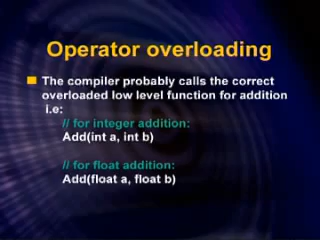 Operator overloading
The compiler probably calls the correct
overloaded low level function for addition
i.e:
// for integer addition:
Add(int a, int b)
// for float addition:
Add(float a, float b)